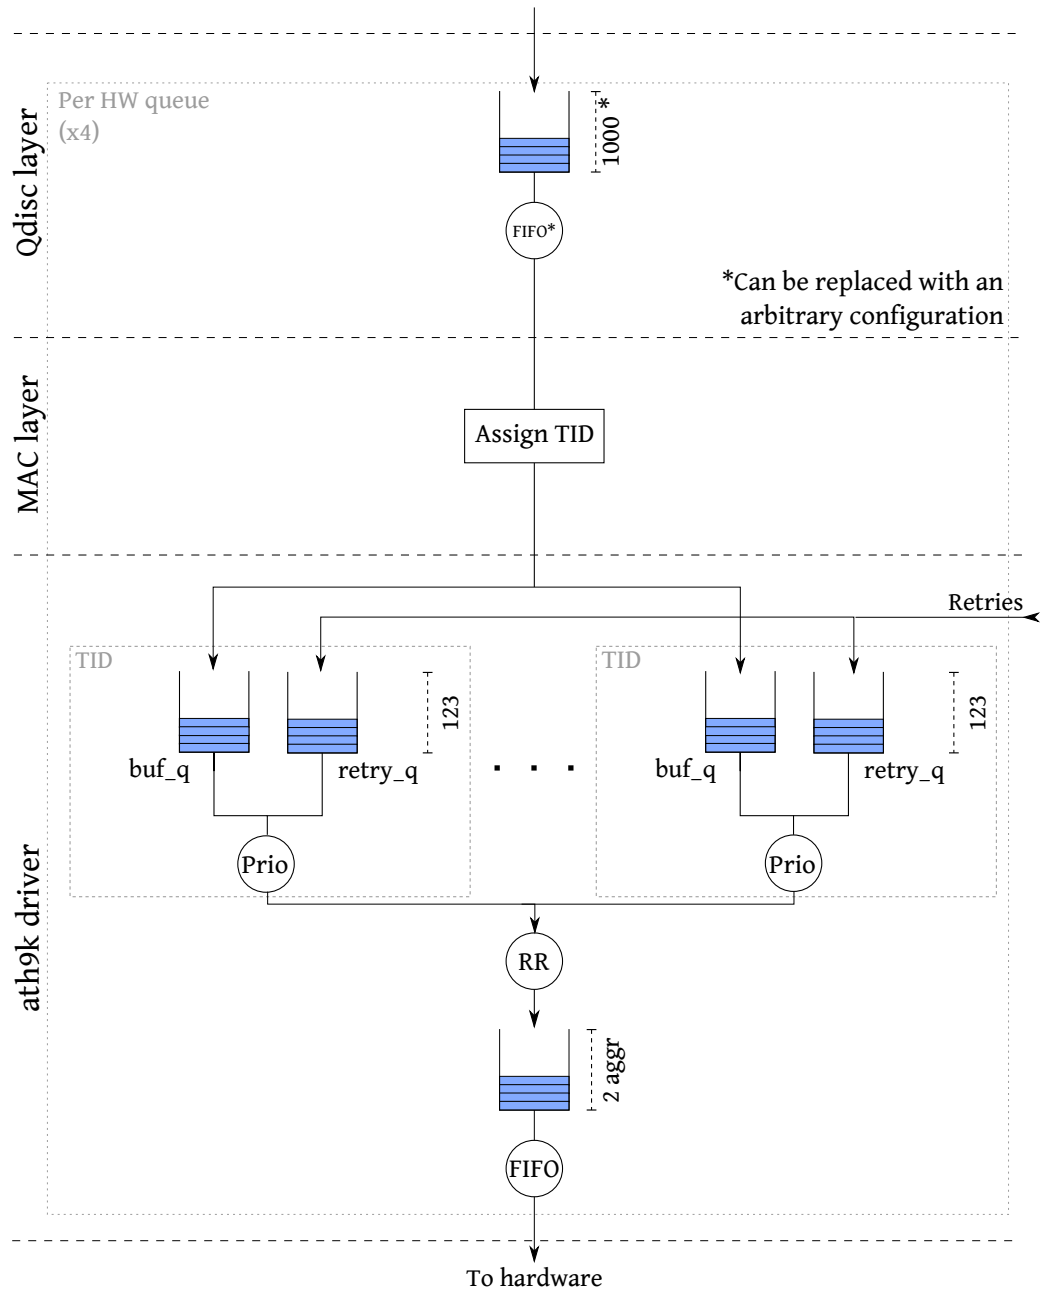 Per HW queue
(x4)
1000 *
Qdisc layer
FIFO*
*Can be replaced with an
arbitrary configuration
MAC layer
Assign TID
Retries
TID
TID
123
123
buf_q
retry_q
. . .
buf_q
retry_q
Prio
Prio
ath9k driver
RR
2 aggr
FIFO
To hardware